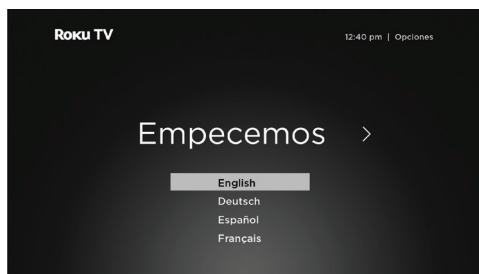 Roku TV
12:40 pm | Opciones
Empecemos >
English
Deutsch
Español
Français